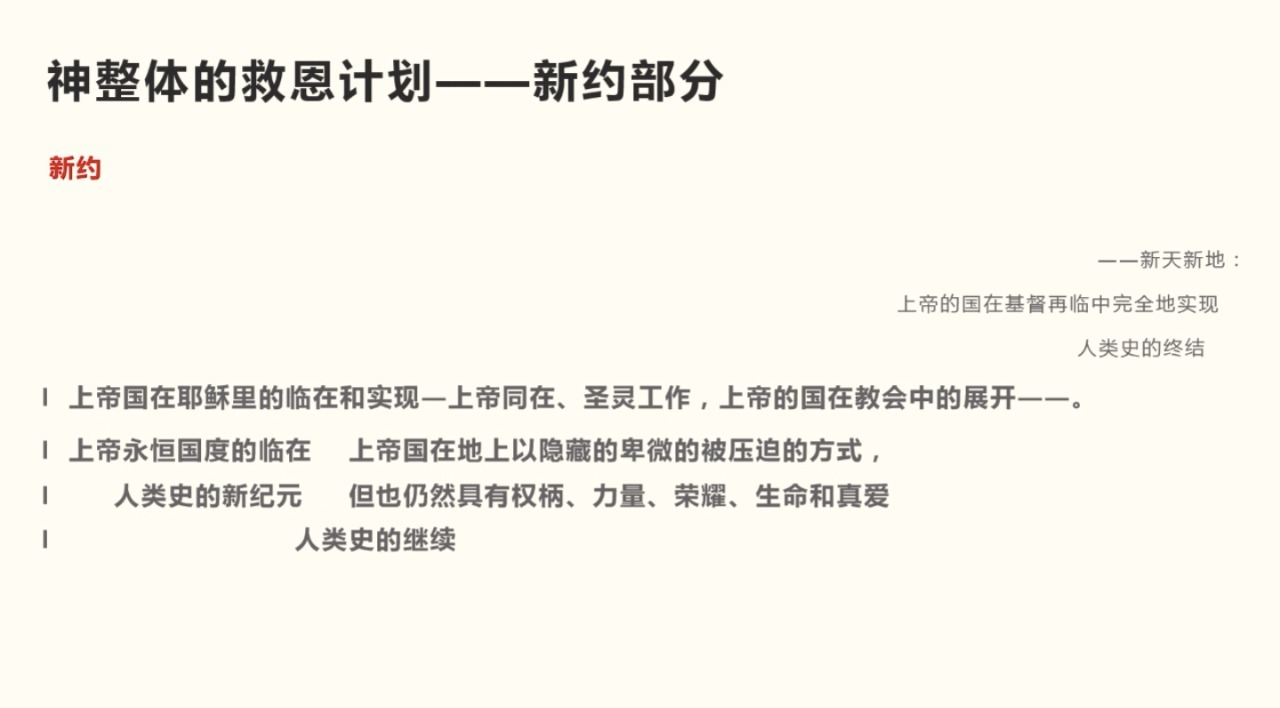 神整体的救恩计划——新约部分
新约
——新天新地：
上帝的国在基督再临中完全地实现
人类史的终结
| 上帝国在耶稣里的临在和实现—上帝同在、圣灵工作，上帝的国在教会中的展开——。
| 上帝永恒国度的临在 上帝国在地上以隐藏的卑微的被压迫的方式，
| 人类史的新纪元 但也仍然具有权柄、力量、荣耀、生命和真爱
| 人类史的继续